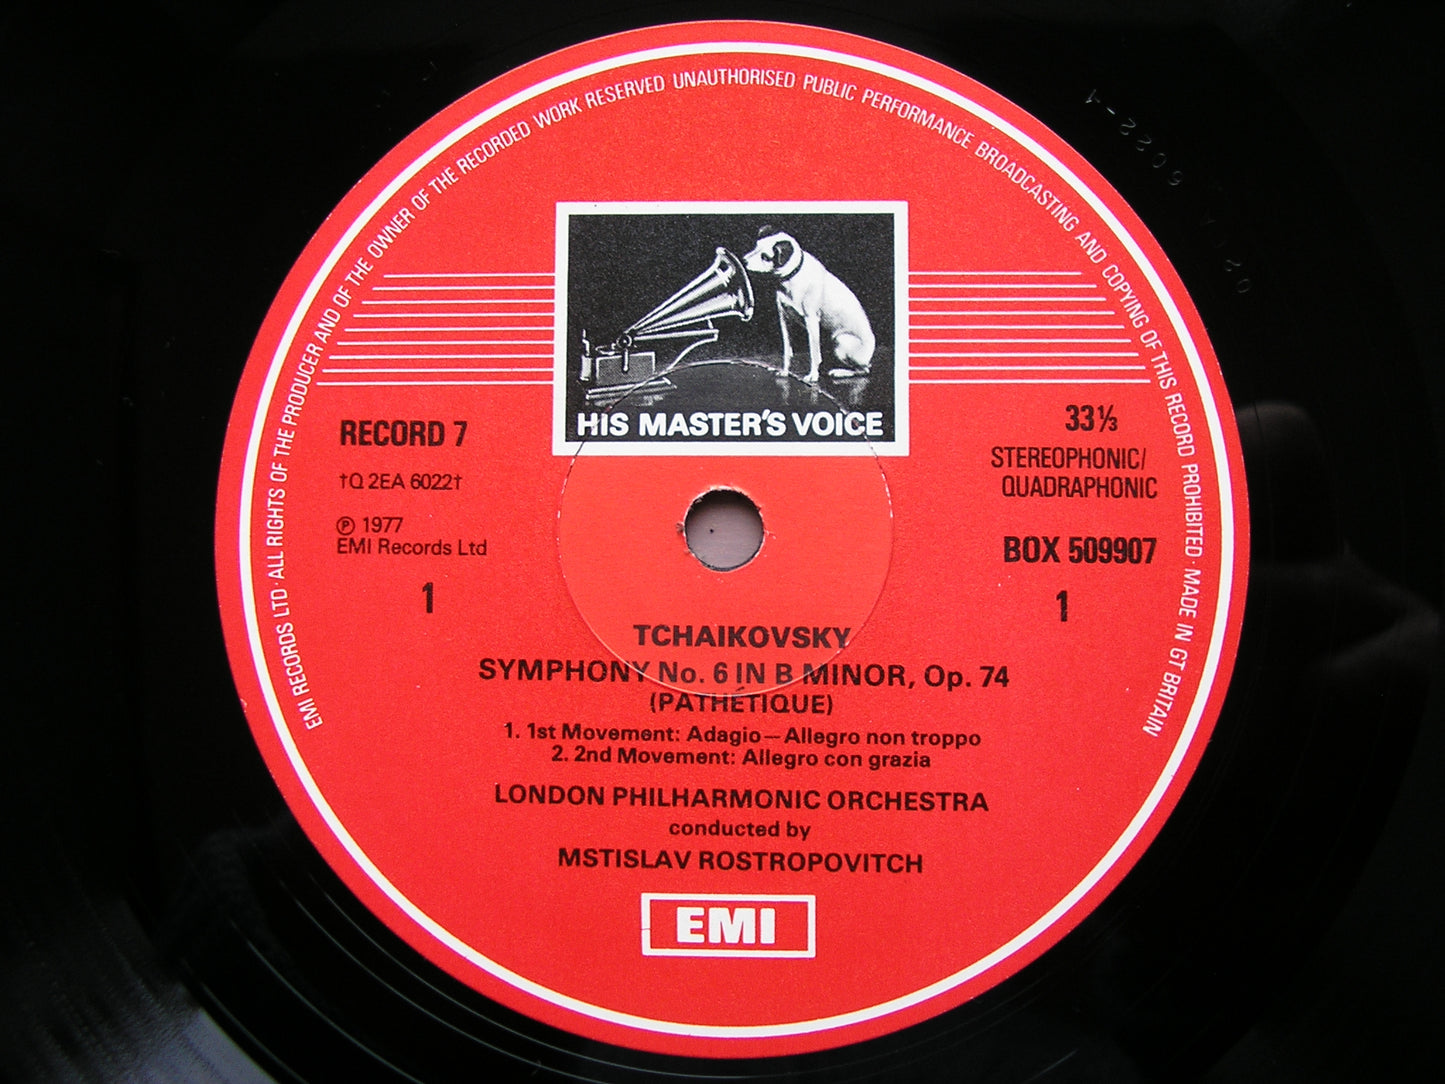 EMI RECORDS LTD · ALL RIGHTS OF THE PRODUCER AND OF THE OWNER OF THE RECORDED WORK RESERVED UNAUTHORISED PUBLIC PERFORMANCE BROADCASTING AND COPYING OF THIS RECORD PROHIBITED · MADE IN GT BRITAIN
HIS MASTER'S VOICE
RECORD 7
†Q 2EA 6022†
℗ 1977
EMI Records Ltd
1
33⅓
STEREOPHONIC/
QUADRAPHONIC
BOX 509907
1
TCHAIKOVSKY
SYMPHONY No. 6 IN B MINOR, Op. 74
(PATHÉTIQUE)
1. 1st Movement: Adagio—Allegro non troppo
2. 2nd Movement: Allegro con grazia
LONDON PHILHARMONIC ORCHESTRA
conducted by
MSTISLAV ROSTROPOVITCH
EMI